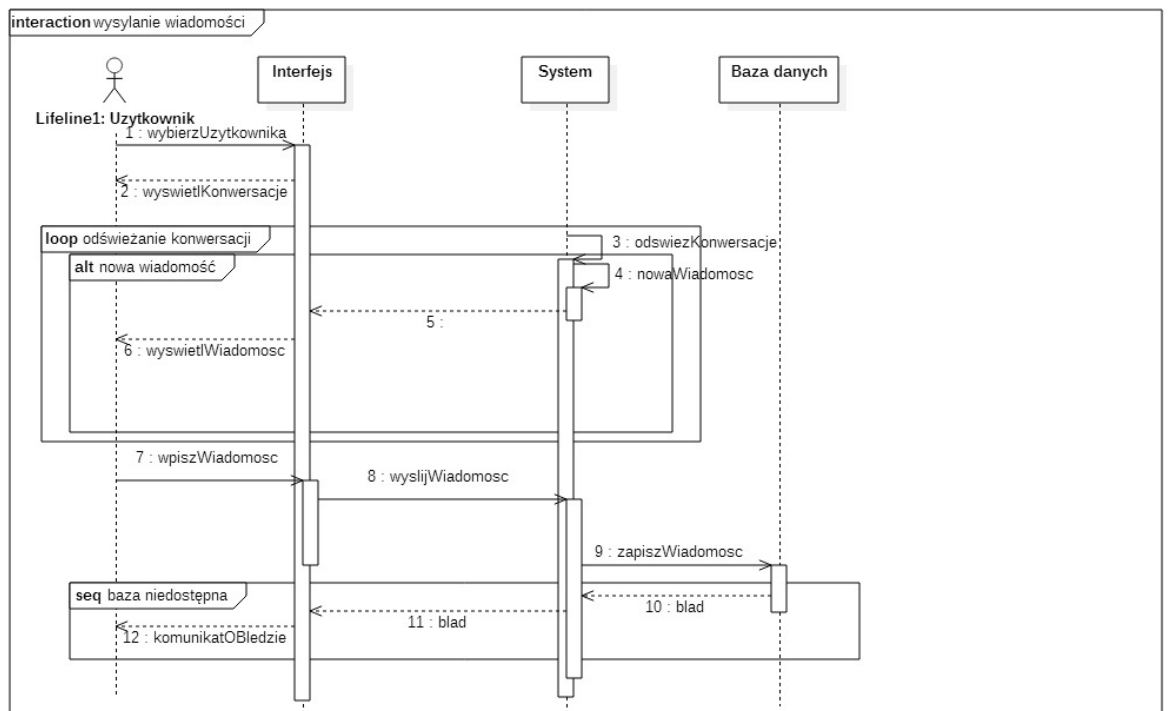 interaction wysylanie wiadomości
Interfejs
System
Baza danych
Lifeline1: Uzytkownik
1 : wybierzUzytkownika
2 : wyswietlKonwersacje
loop odświeżanie konwersacji
3 : odswiezKonwersacje
alt nowa wiadomość
4 : nowaWiadomosc
5 :
6 : wyswietlWiadomosc
7 : wpiszWiadomosc
8 : wyslijWiadomosc
9 : zapiszWiadomosc
seq baza niedostępna
10 : blad
11 : blad
12 : komunikatOBledzie